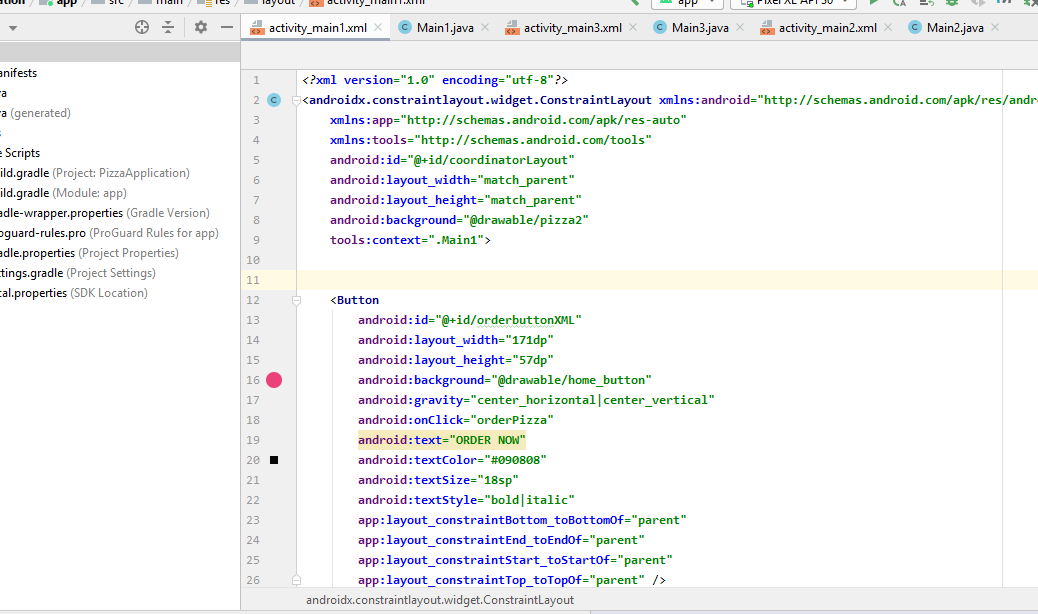 app
src
main
res
layout
activity_main1.xml
app
Pixel XL API 30
activity_main1.xml
Main1.java
activity_main3.xml
Main3.java
activity_main2.xml
Main2.java
anifests
va
va (generated)
s
e Scripts
ild.gradle (Project: PizzaApplication)
ild.gradle (Module: app)
adle-wrapper.properties (Gradle Version)
oguard-rules.pro (ProGuard Rules for app)
adle.properties (Project Properties)
ttings.gradle (Project Settings)
cal.properties (SDK Location)
1 <?xml version="1.0" encoding="utf-8"?>
2 C <androidx.constraintlayout.widget.ConstraintLayout xmlns:android="http://schemas.android.com/apk/res/andr
3 xmlns:app="http://schemas.android.com/apk/res-auto"
4 xmlns:tools="http://schemas.android.com/tools"
5 android:id="@+id/coordinatorLayout"
6 android:layout_width="match_parent"
7 android:layout_height="match_parent"
8 android:background="@drawable/pizza2"
9 tools:context=".Main1">
10
11
12 <Button
13 android:id="@+id/orderbuttonXML"
14 android:layout_width="171dp"
15 android:layout_height="57dp"
16 android:background="@drawable/home_button"
17 android:gravity="center_horizontal|center_vertical"
18 android:onClick="orderPizza"
19 android:text="ORDER NOW"
20 android:textColor="#090808"
21 android:textSize="18sp"
22 android:textStyle="bold|italic"
23 app:layout_constraintBottom_toBottomOf="parent"
24 app:layout_constraintEnd_toEndOf="parent"
25 app:layout_constraintStart_toStartOf="parent"
26 app:layout_constraintTop_toTopOf="parent" />
androidx.constraintlayout.widget.ConstraintLayout